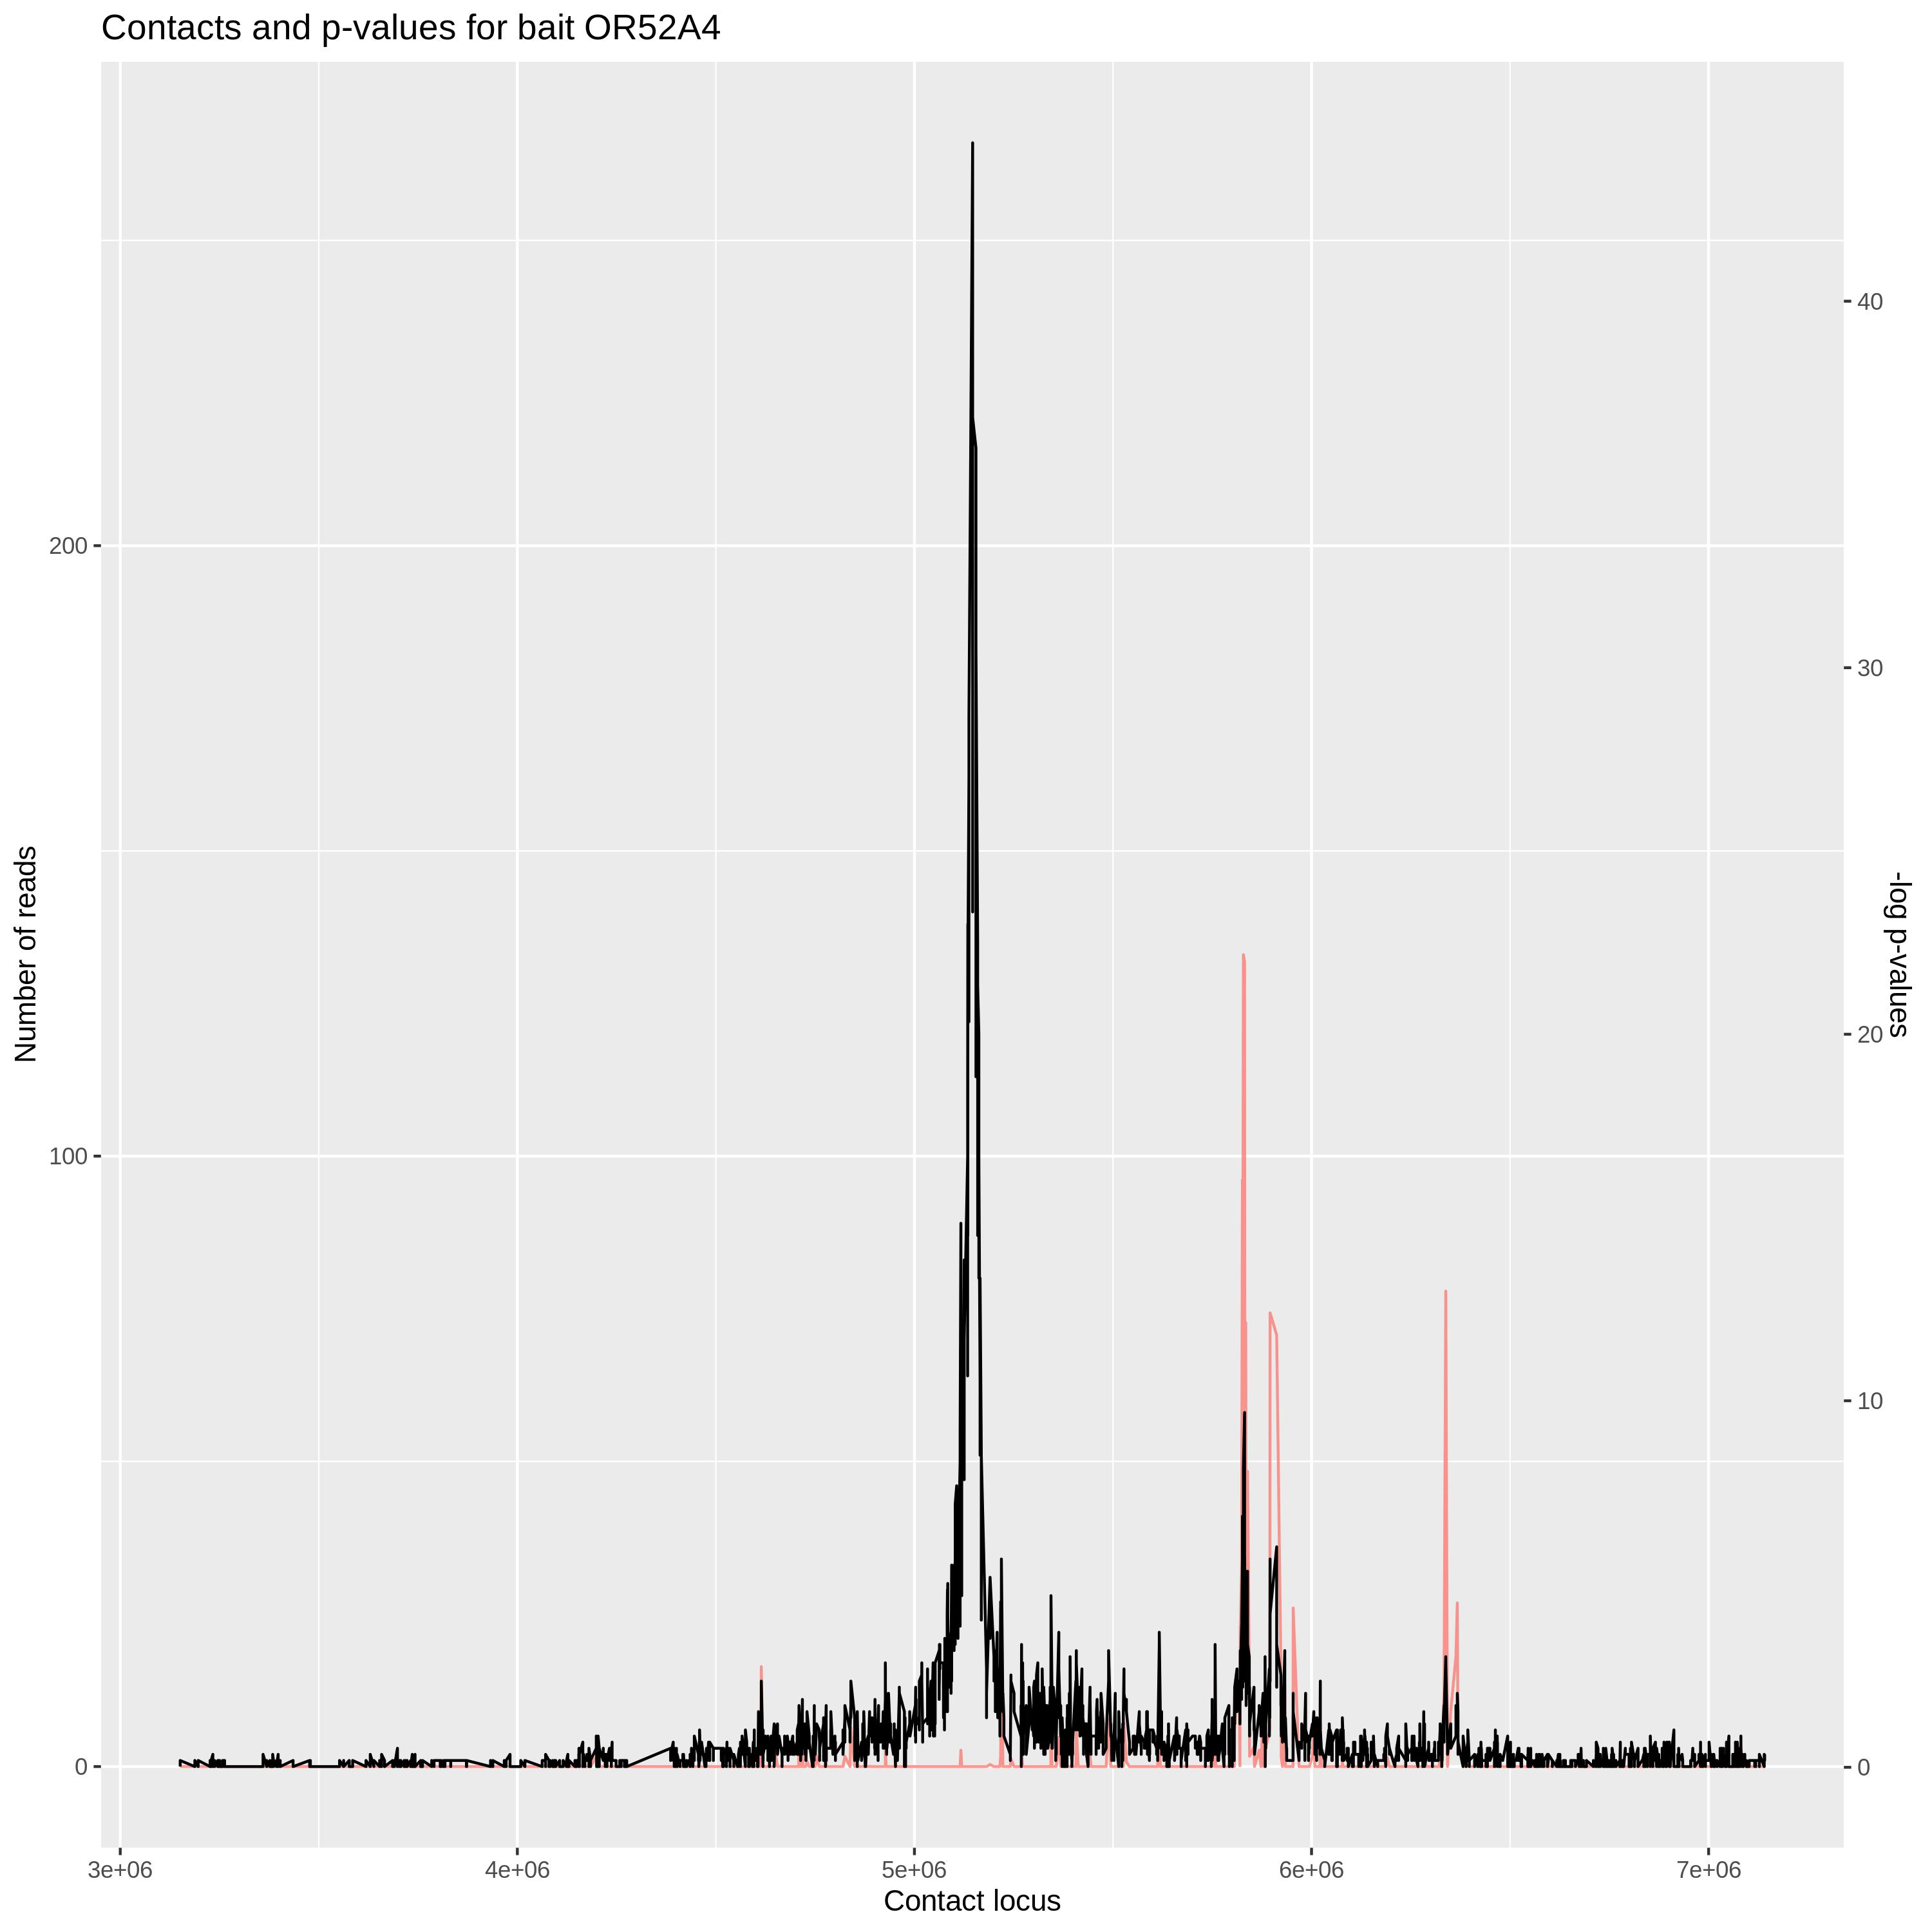 Contacts and p-values for bait OR52A4
Number of reads
200
100
0
40
30
20
10
0
-log p-values
3e+06 4e+06 5e+06 6e+06 7e+06
Contact locus